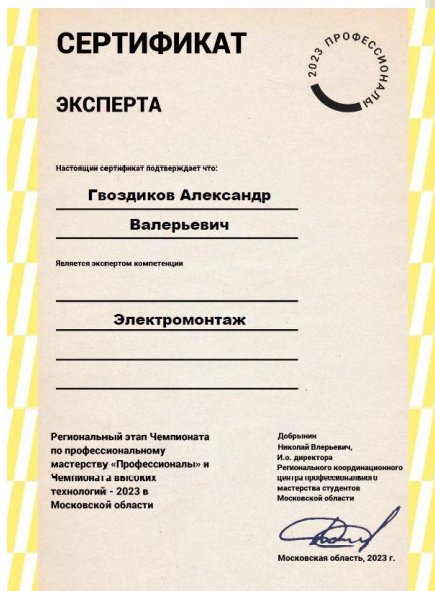 СЕРТИФИКАТ
2023 ПРОФЕССИОНАЛЫ
ЭКСПЕРТА
Настоящий сертификат подтверждает что:
Гвоздиков Александр
Валерьевич
Является экспертом компетенции
Электромонтаж
Региональный этап Чемпионата
по профессиональному
мастерству «Профессионалы» и
Чемпионата высоких
технологий - 2023 в
Московской области
Добрынин
Николай Влерьевич,
И.о. директора
Регионального координационного
центра профессионального
мастерства студентов
Московской области
Московская область, 2023 г.